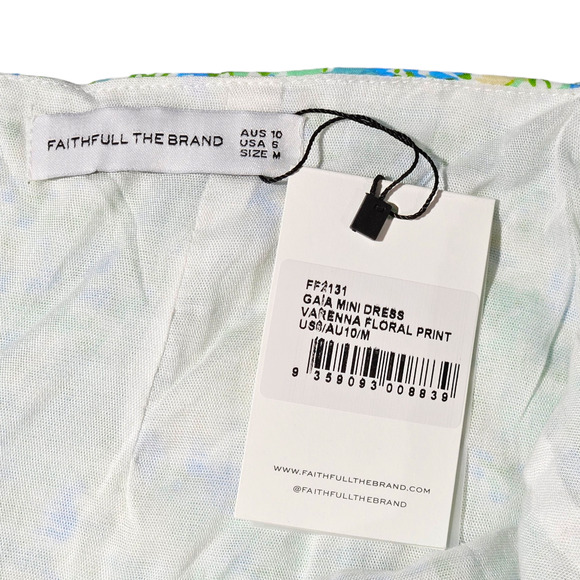 FAITHFULL THE BRAND
AUS 10
USA 6
SIZE M
FF2131
GAIA MINI DRESS
VARENNA FLORAL PRINT
US6/AU10/M
9 359093 008839
WWW.FAITHFULLTHEBRAND.COM
@FAITHFULLTHEBRAND